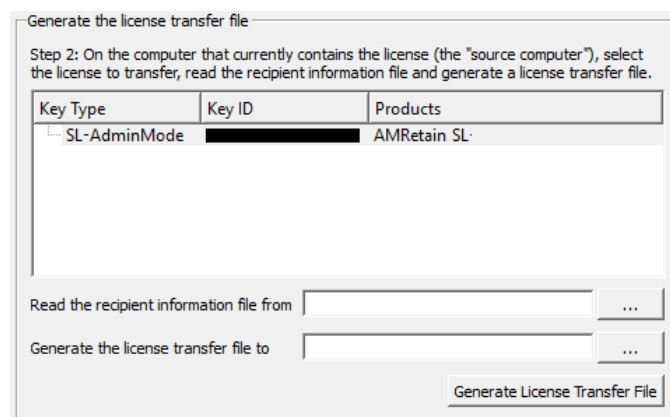 Generate the license transfer file
Step 2: On the computer that currently contains the license (the "source computer"), select
the license to transfer, read the recipient information file and generate a license transfer file.
Key Type Key ID Products
SL-AdminMode AMRetain SL·
Read the recipient information file from ...
Generate the license transfer file to ...
Generate License Transfer File